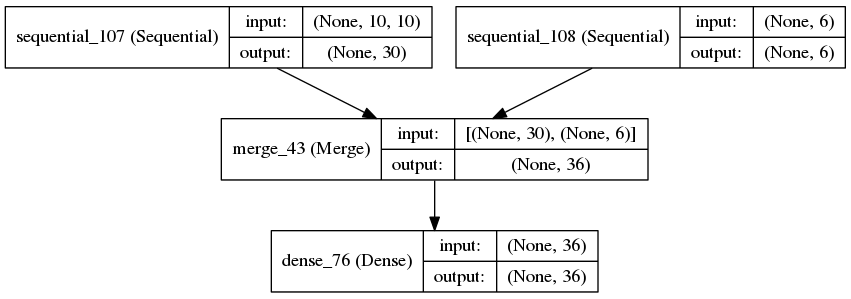 sequential_107 (Sequential)
input:
(None, 10, 10)
output:
(None, 30)
sequential_108 (Sequential)
input:
(None, 6)
output:
(None, 6)
merge_43 (Merge)
input:
[(None, 30), (None, 6)]
output:
(None, 36)
dense_76 (Dense)
input:
(None, 36)
output:
(None, 36)